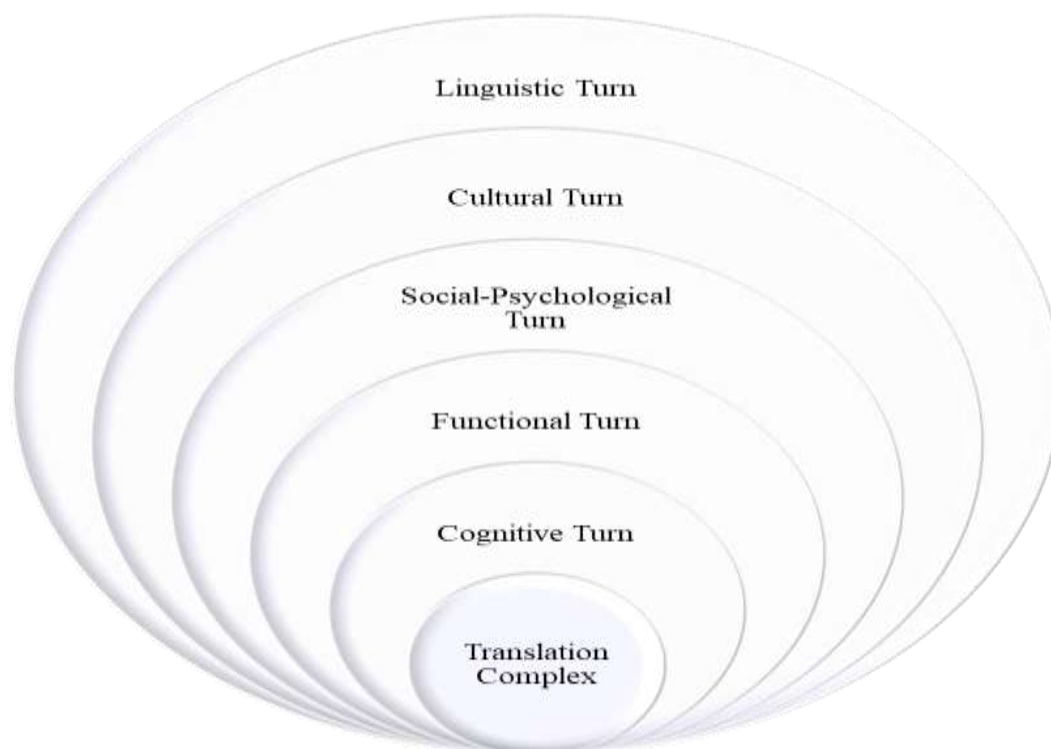 Linguistic Turn
Cultural Turn
Social-Psychological
Turn
Functional Turn
Cognitive Turn
Translation
Complex